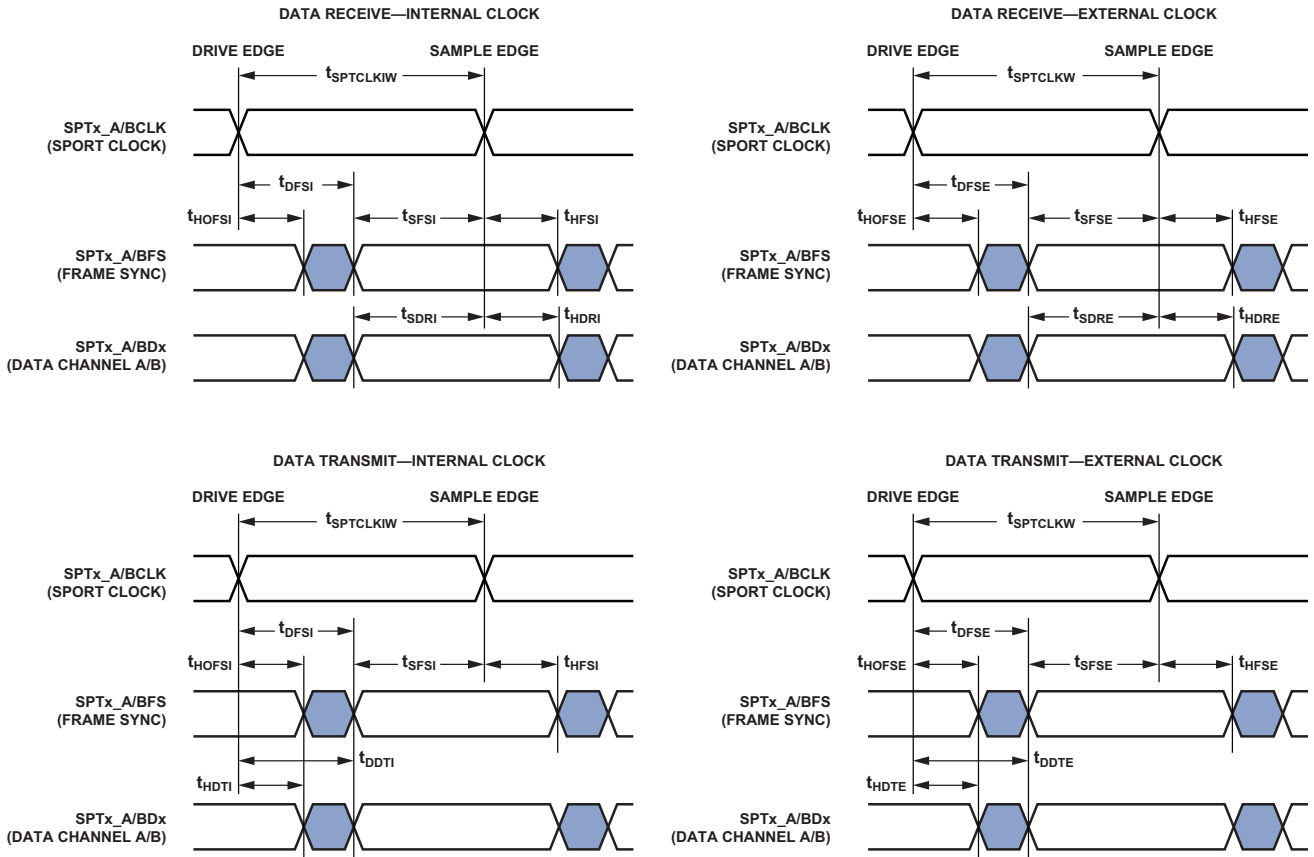 DATA RECEIVE—INTERNAL CLOCK
DRIVE EDGE
SAMPLE EDGE
tSPTCLKIW
SPTx_A/BCLK
(SPORT CLOCK)
tDFSI
tHOFSI
tSFSI
tHFSI
SPTx_A/BFS
(FRAME SYNC)
tSDRI
tHDRI
SPTx_A/BDx
(DATA CHANNEL A/B)
DATA RECEIVE—EXTERNAL CLOCK
DRIVE EDGE
SAMPLE EDGE
tSPTCLKW
SPTx_A/BCLK
(SPORT CLOCK)
tDFSE
tHOFSE
tSFSE
tHFSE
SPTx_A/BFS
(FRAME SYNC)
tSDRE
tHDRE
SPTx_A/BDx
(DATA CHANNEL A/B)
DATA TRANSMIT—INTERNAL CLOCK
DRIVE EDGE
SAMPLE EDGE
tSPTCLKIW
SPTx_A/BCLK
(SPORT CLOCK)
tDFSI
tHOFSI
tSFSI
tHFSI
SPTx_A/BFS
(FRAME SYNC)
tDDTI
tHDTI
SPTx_A/BDx
(DATA CHANNEL A/B)
DATA TRANSMIT—EXTERNAL CLOCK
DRIVE EDGE
SAMPLE EDGE
tSPTCLKW
SPTx_A/BCLK
(SPORT CLOCK)
tDFSE
tHOFSE
tSFSE
tHFSE
SPTx_A/BFS
(FRAME SYNC)
tDDTE
tHDTE
SPTx_A/BDx
(DATA CHANNEL A/B)